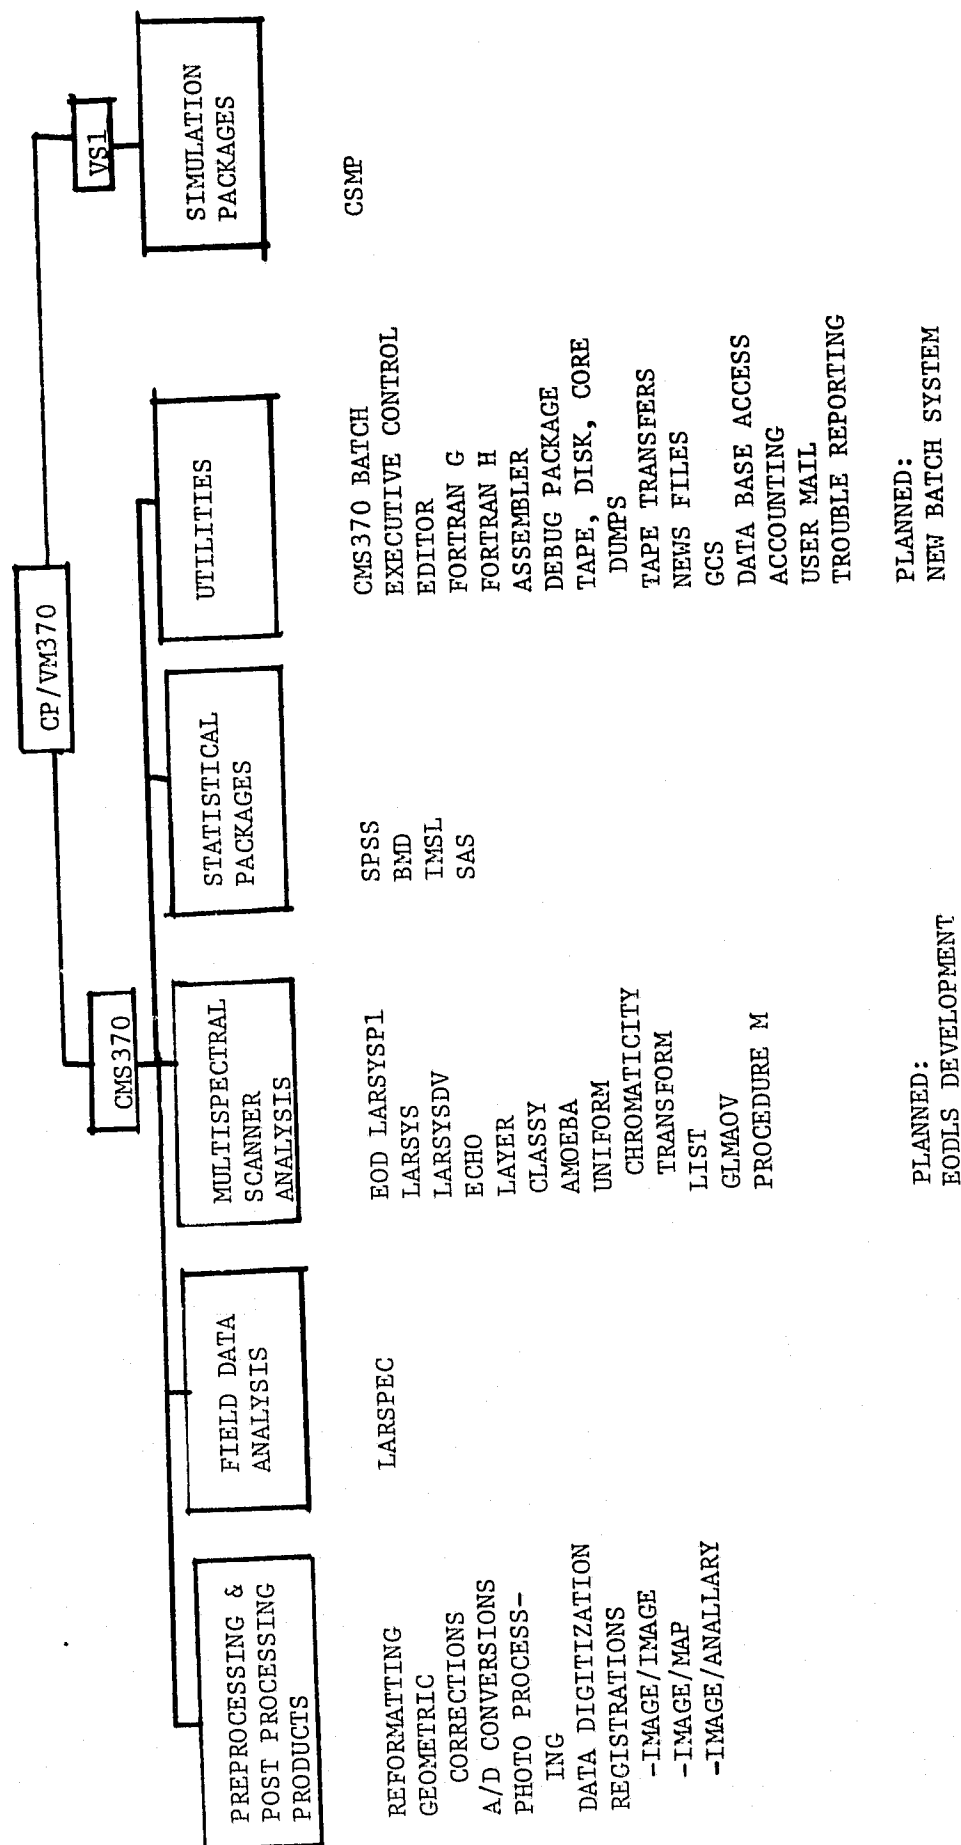 CP/VM370
CMS370
VS1
PREPROCESSING &
POST PROCESSING
PRODUCTS
REFORMATTING
GEOMETRIC
CORRECTIONS
A/D CONVERSIONS
PHOTO PROCESS-
ING
DATA DIGITIZATION
REGISTRATIONS
-IMAGE/IMAGE
-IMAGE/MAP
-IMAGE/ANALLARY
FIELD DATA
ANALYSIS
LARSPEC
MULTISPECTRAL
SCANNER
ANALYSIS
EOD LARSYSP1
LARSYS
LARSYSDV
ECHO
LAYER
CLASSY
AMOEBA
UNIFORM
CHROMATICITY
TRANSFORM
LIST
GLMAOV
PROCEDURE M
PLANNED:
EODLS DEVELOPMENT
STATISTICAL
PACKAGES
SPSS
BMD
IMSL
SAS
UTILITIES
CMS370 BATCH
EXECUTIVE CONTROL
EDITOR
FORTRAN G
FORTRAN H
ASSEMBLER
DEBUG PACKAGE
TAPE, DISK, CORE
DUMPS
TAPE TRANSFERS
NEWS FILES
GCS
DATA BASE ACCESS
ACCOUNTING
USER MAIL
TROUBLE REPORTING
PLANNED:
NEW BATCH SYSTEM
SIMULATION
PACKAGES
CSMP